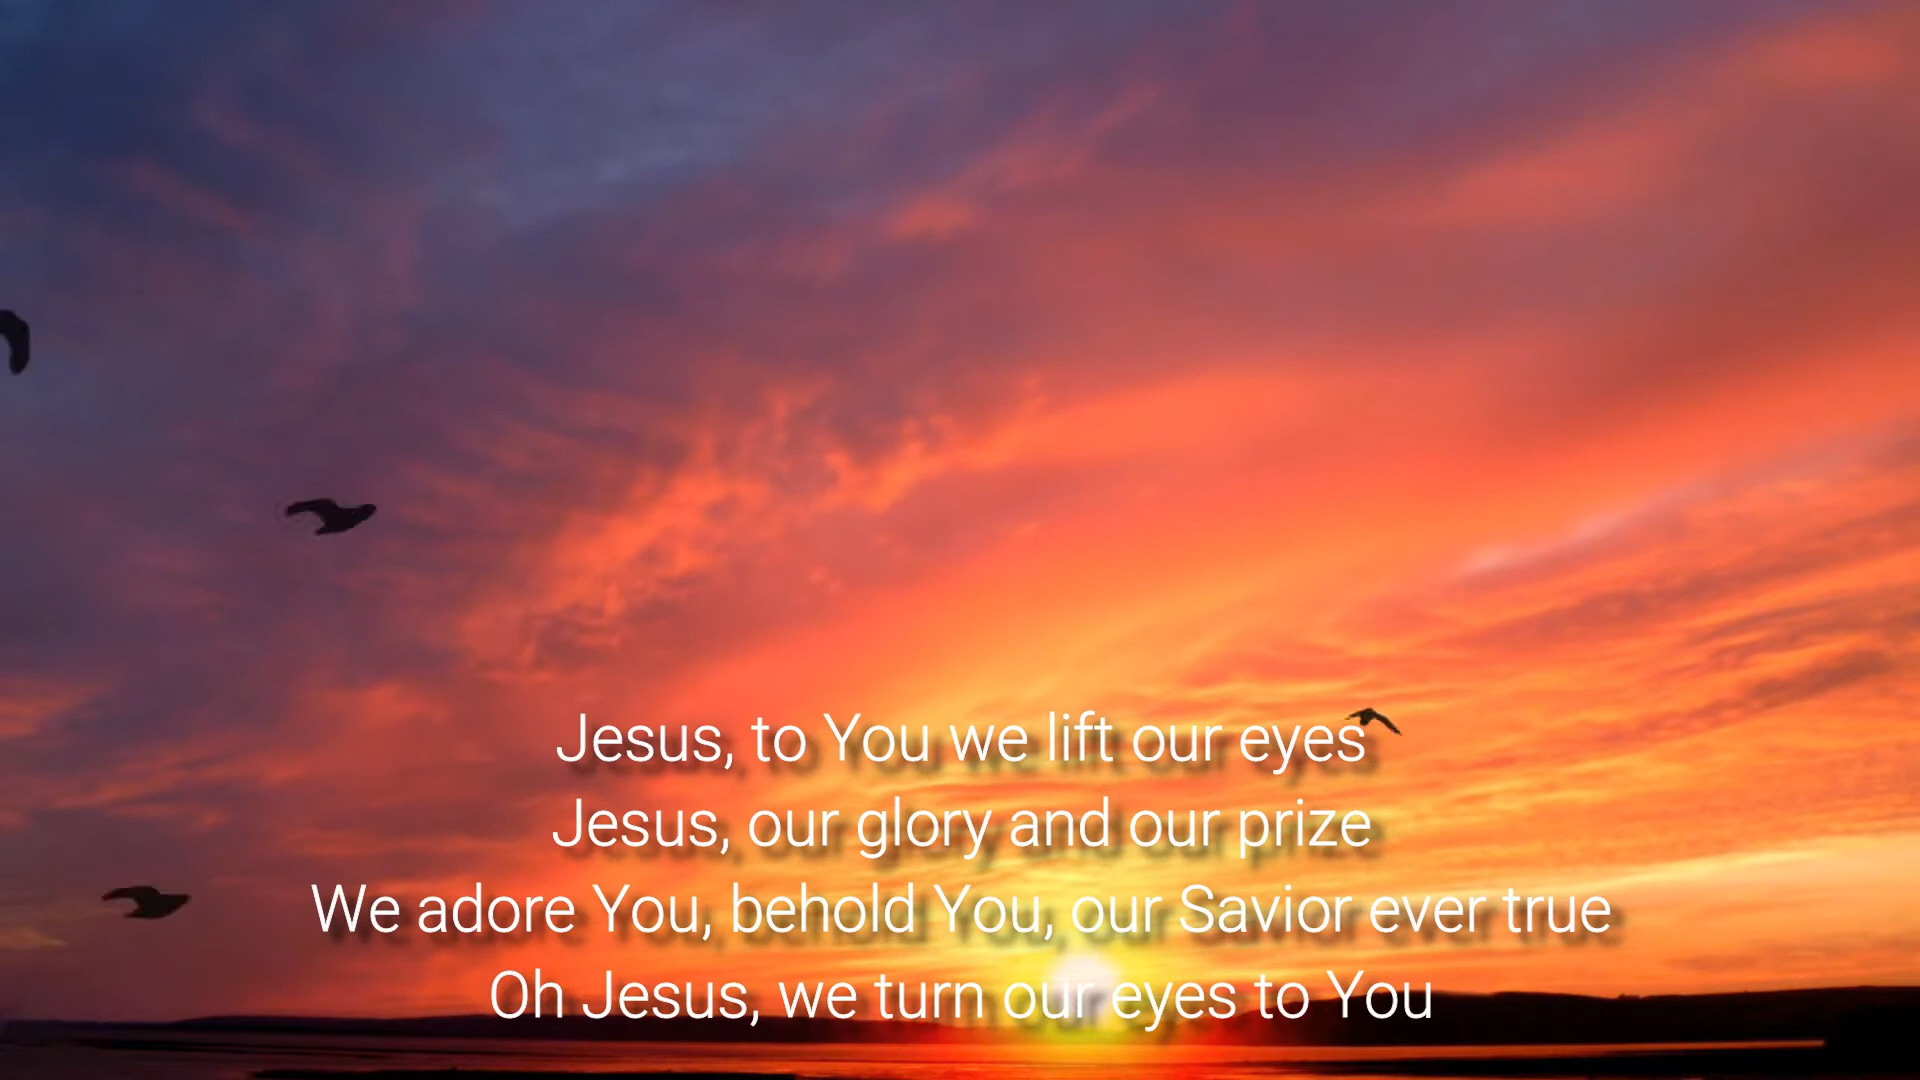 Jesus, to You we lift our eyes
Jesus, our glory and our prize
We adore You, behold You, our Savior ever true
Oh Jesus, we turn our eyes to You